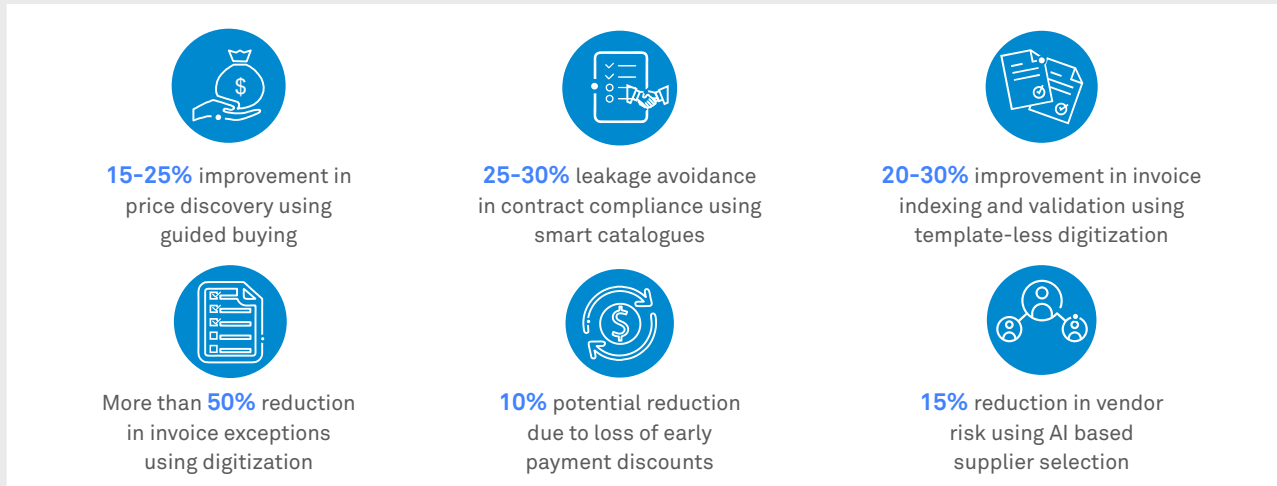 $
15-25% improvement in
price discovery using
guided buying
25-30% leakage avoidance
in contract compliance using
smart catalogues
20-30% improvement in invoice
indexing and validation using
template-less digitization
More than 50% reduction
in invoice exceptions
using digitization
$
10% potential reduction
due to loss of early
payment discounts
15% reduction in vendor
risk using AI based
supplier selection